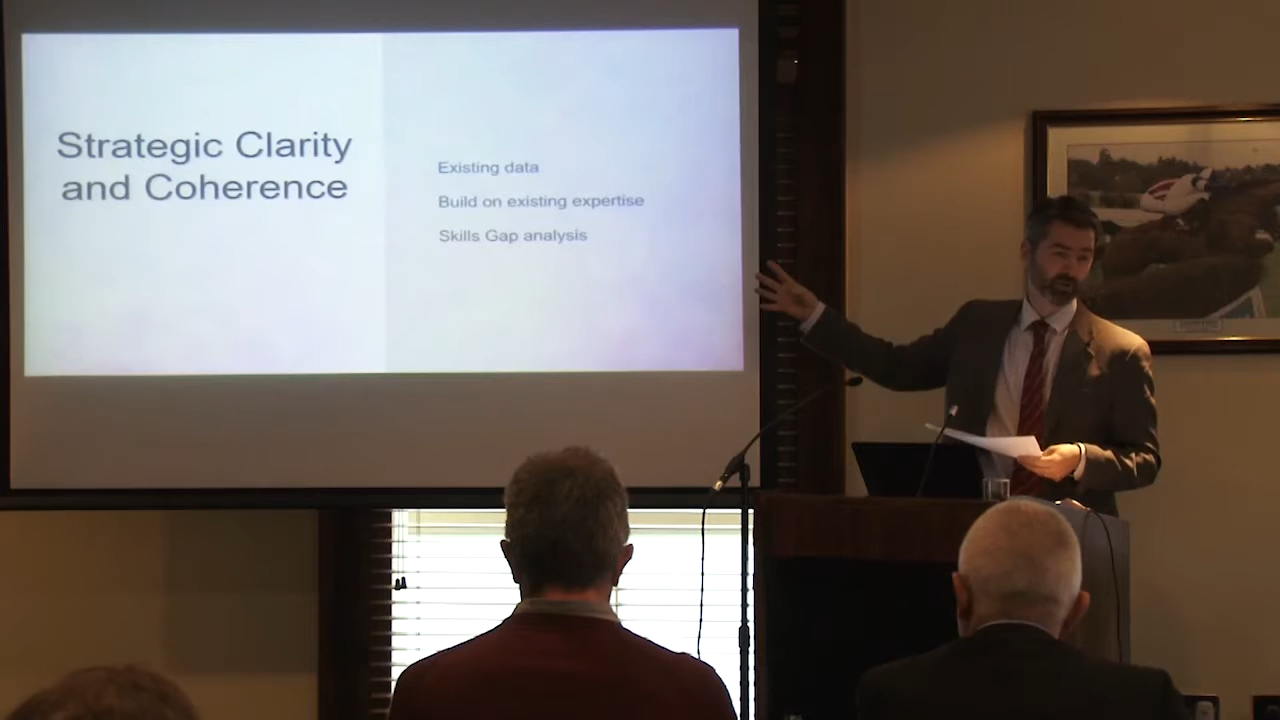 Strategic Clarity
and Coherence
Existing data
Build on existing expertise
Skills Gap analysis